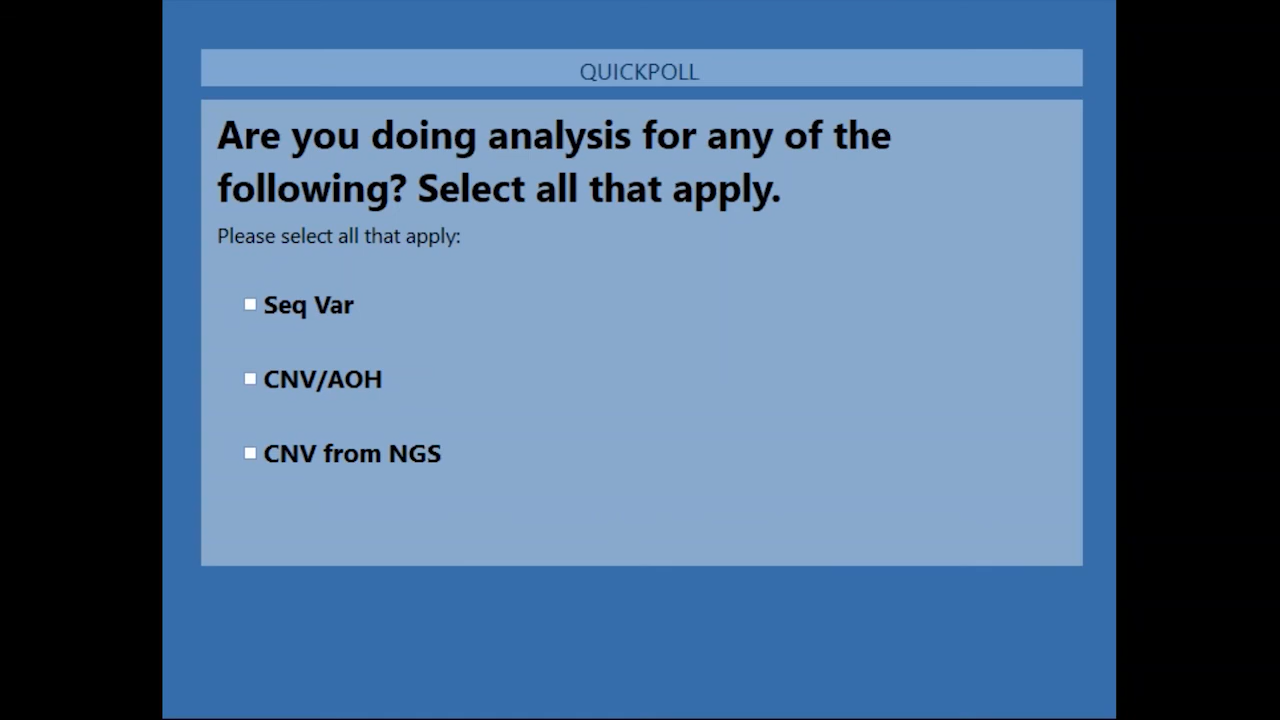 QUICKPOLL
Are you doing analysis for any of the
following? Select all that apply.
Please select all that apply:
Seq Var
CNV/AOH
CNV from NGS